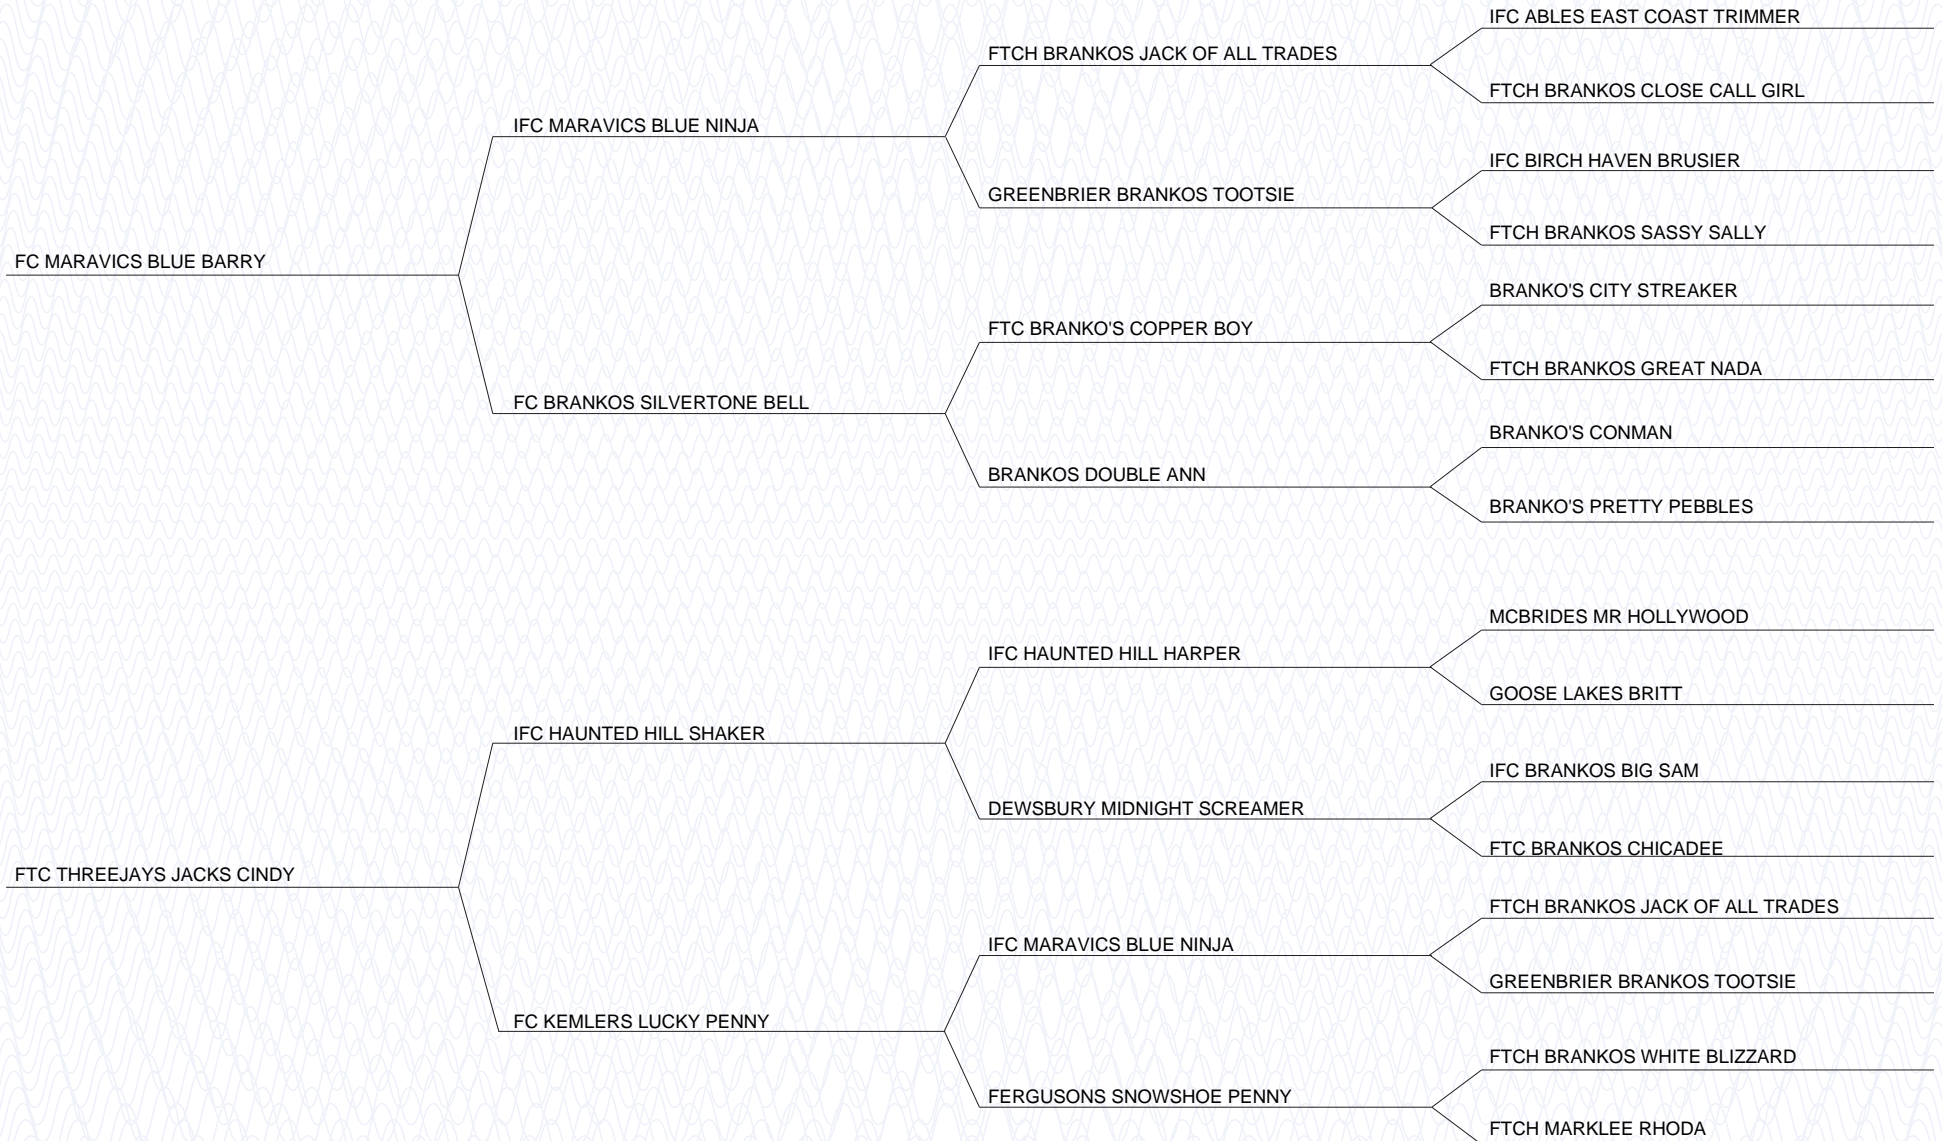 IFC ABLES EAST COAST TRIMMER
FTCH BRANKOS JACK OF ALL TRADES
FTCH BRANKOS CLOSE CALL GIRL
IFC MARAVICS BLUE NINJA
IFC BIRCH HAVEN BRUSIER
GREENBRIER BRANKOS TOOTSIE
FTCH BRANKOS SASSY SALLY
FC MARAVICS BLUE BARRY
BRANKO'S CITY STREAKER
FTC BRANKO'S COPPER BOY
FTCH BRANKOS GREAT NADA
FC BRANKOS SILVERTONE BELL
BRANKO'S CONMAN
BRANKOS DOUBLE ANN
BRANKO'S PRETTY PEBBLES
MCBRIDES MR HOLLYWOOD
IFC HAUNTED HILL HARPER
GOOSE LAKES BRITT
IFC HAUNTED HILL SHAKER
IFC BRANKOS BIG SAM
DEWSBURY MIDNIGHT SCREAMER
FTC BRANKOS CHICADEE
FTC THREEJAYS JACKS CINDY
FTCH BRANKOS JACK OF ALL TRADES
IFC MARAVICS BLUE NINJA
GREENBRIER BRANKOS TOOTSIE
FC KEMLERS LUCKY PENNY
FTCH BRANKOS WHITE BLIZZARD
FERGUSONS SNOWSHOE PENNY
FTCH MARKLEE RHODA